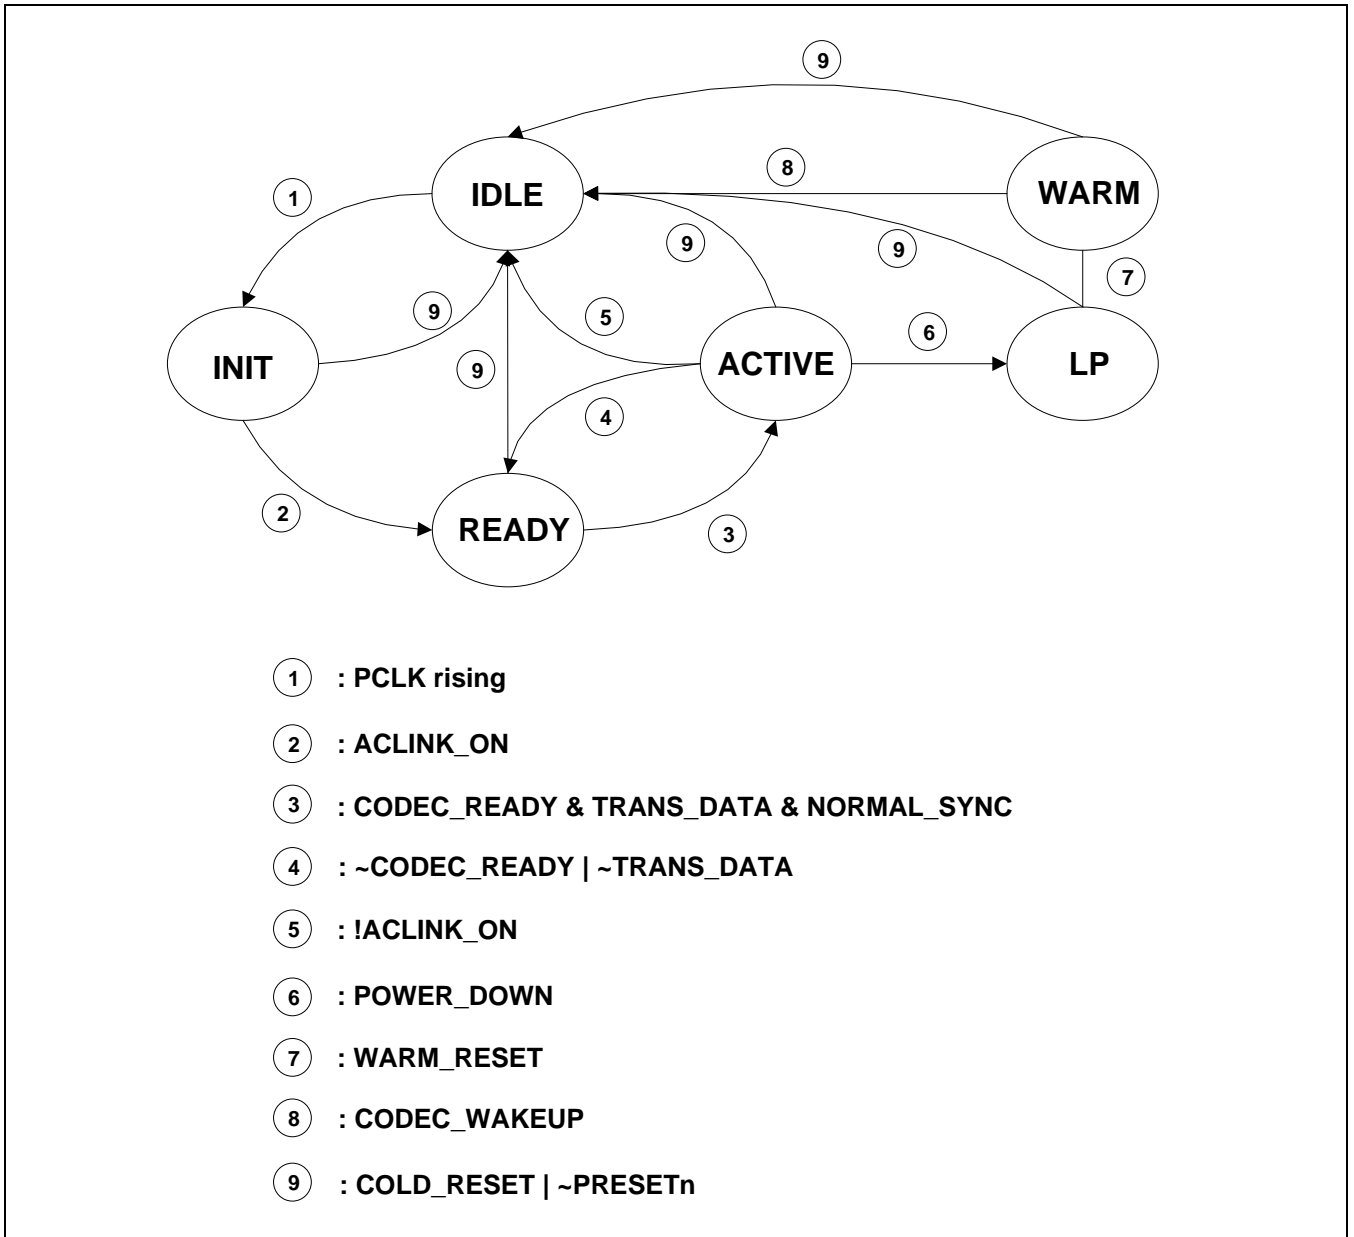 9
IDLE
8
WARM
1
9
9
7
9
5
6
INIT
9
ACTIVE
LP
4
2
READY
3
1 : PCLK rising
2 : ACLINK_ON
3 : CODEC_READY & TRANS_DATA & NORMAL_SYNC
4 : ~CODEC_READY | ~TRANS_DATA
5 : !ACLINK_ON
6 : POWER_DOWN
7 : WARM_RESET
8 : CODEC_WAKEUP
9 : COLD_RESET | ~PRESETn